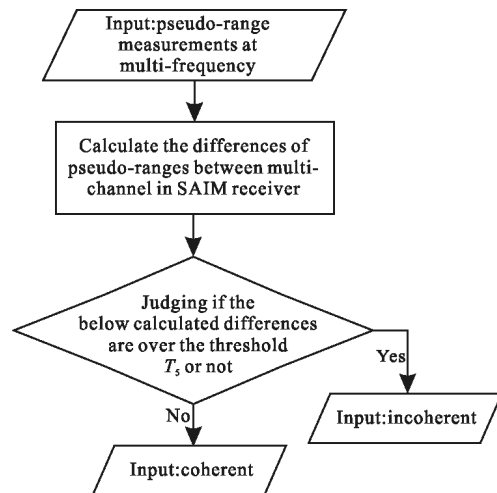 Input:pseudo-range
measurements at
multi-frequency
Calculate the differences of
pseudo-ranges between multi-
channel in SAIM receiver
Judging if the
below calculated differences
are over the threshold
T₅ or not
Yes
No
Input:incoherent
Input:coherent